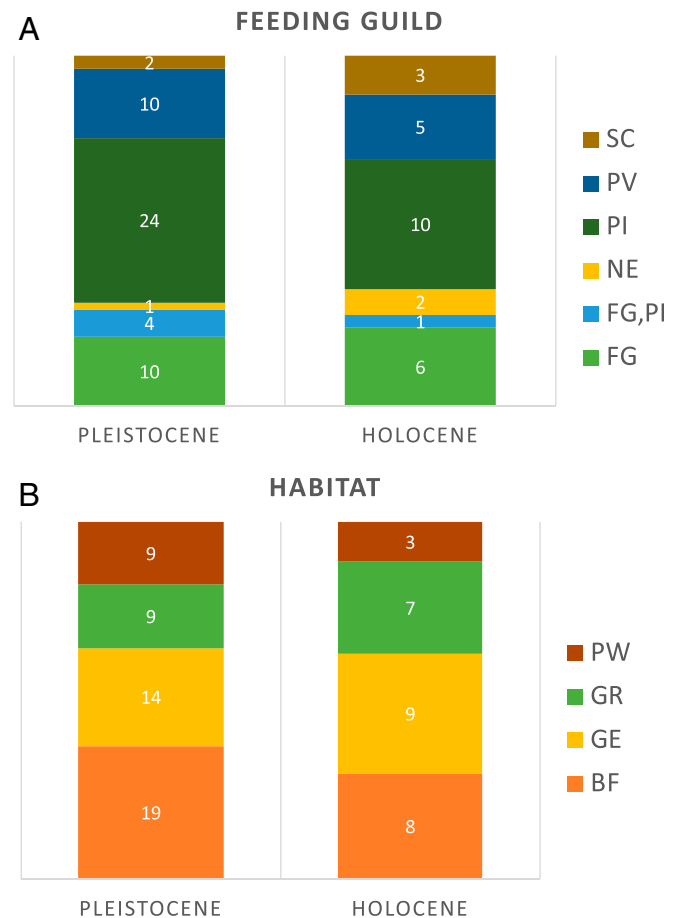 A
FEEDING GUILD
2
10
24
1
4
10
3
5
10
2
1
6
SC
PV
PI
NE
FG,PI
FG
PLEISTOCENE
HOLOCENE
B
HABITAT
9
9
14
19
3
7
9
8
PW
GR
GE
BF
PLEISTOCENE
HOLOCENE